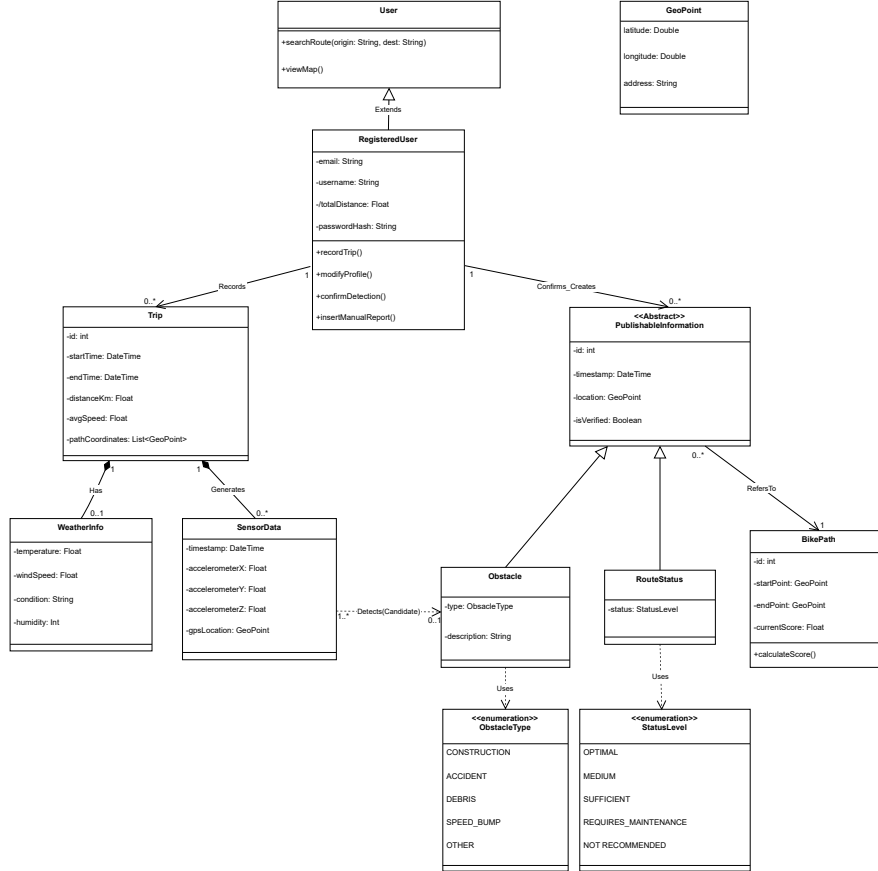 User
+searchRoute(origin: String, dest: String)
+viewMap()
GeoPoint
latitude: Double
longitude: Double
address: String
Extends
RegisteredUser
-email: String
-username: String
-/totalDistance: Float
-passwordHash: String
+recordTrip()
+modifyProfile()
+confirmDetection()
+insertManualReport()
1
Records
0..*
1
Confirms_Creates
0..*
Trip
-id: int
-startTime: DateTime
-endTime: DateTime
-distanceKm: Float
-avgSpeed: Float
-pathCoordinates: List<GeoPoint>
<<Abstract>>
PublishableInformation
-id: int
-timestamp: DateTime
-location: GeoPoint
-isVerified: Boolean
1
Has
0..1
1
Generates
0..*
0..*
RefersTo
1
WeatherInfo
-temperature: Float
-windSpeed: Float
-condition: String
-humidity: Int
SensorData
-timestamp: DateTime
-accelerometerX: Float
-accelerometerY: Float
-accelerometerZ: Float
-gpsLocation: GeoPoint
1..*
Detects(Candidate)
0..1
Obstacle
-type: ObsacleType
-description: String
RouteStatus
-status: StatusLevel
BikePath
-id: int
-startPoint: GeoPoint
-endPoint: GeoPoint
-currentScore: Float
+calculateScore()
Uses
Uses
<<enumeration>>
ObstacleType
CONSTRUCTION
ACCIDENT
DEBRIS
SPEED_BUMP
OTHER
<<enumeration>>
StatusLevel
OPTIMAL
MEDIUM
SUFFICIENT
REQUIRES_MAINTENANCE
NOT RECOMMENDED